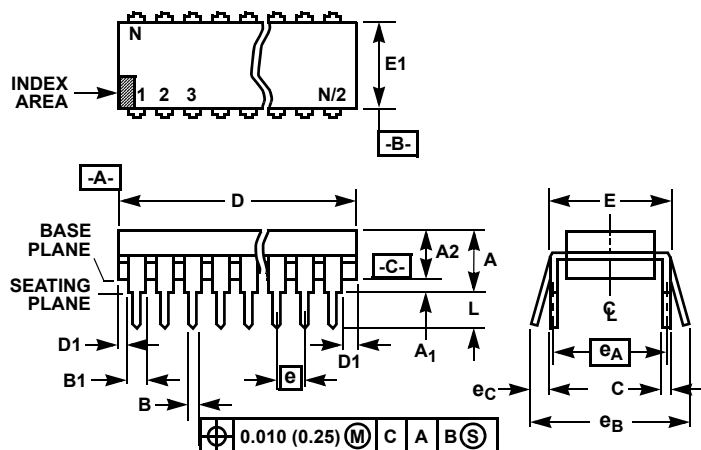 N
E1
INDEX
AREA
1 2 3 N/2
-B-
-A-
D
E
BASE
PLANE
A2
A
-C-
SEATING
PLANE
L
C
L
D1
A1
D1
eA
B1
e
eC
C
B
eB
0.010 (0.25) M C A B S